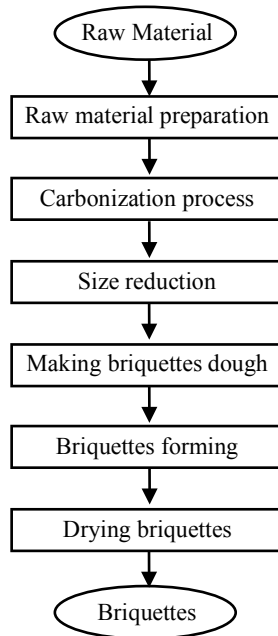 Raw Material
Raw material preparation
Carbonization process
Size reduction
Making briquettes dough
Briquettes forming
Drying briquettes
Briquettes